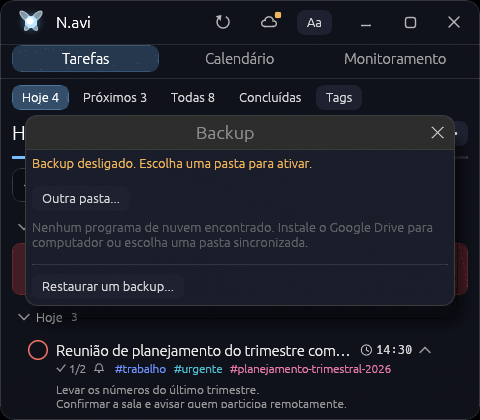 N.avi
Aa
Tarefas Calendário Monitoramento
Hoje 4 Próximos 3 Todas 8 Concluídas Tags
H
Backup
Backup desligado. Escolha uma pasta para ativar.
Outra pasta...
Nenhum programa de nuvem encontrado. Instale o Google Drive para
computador ou escolha uma pasta sincronizada.
Restaurar um backup...
Hoje 3
Reunião de planejamento do trimestre com... 14:30
1/2 #trabalho #urgente #planejamento-trimestral-2026
Levar os números do último trimestre.
Confirmar a sala e avisar quem participa remotamente.